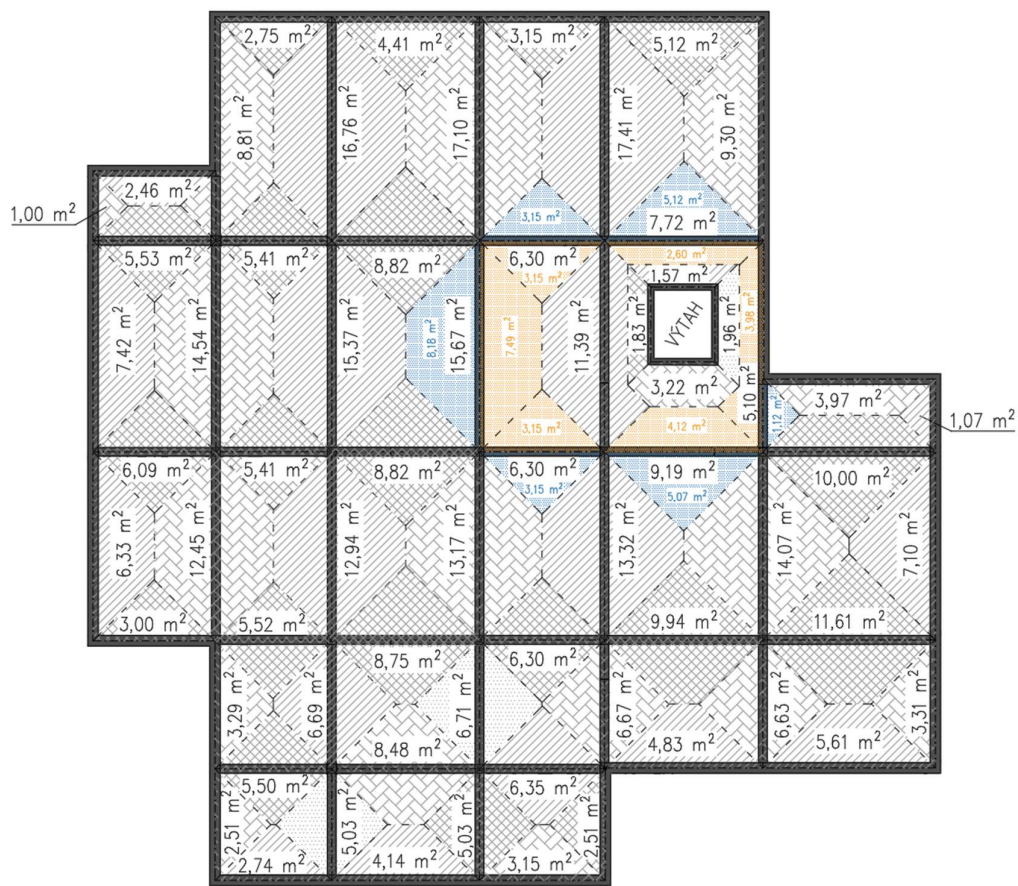 2,75 m²
4,41 m²
3,15 m²
5,12 m²
8,81 m²
16,76 m²
17,10 m²
17,41 m²
9,30 m²
2,46 m²
1,00 m²
3,15 m²
5,12 m²
7,72 m²
5,53 m²
5,41 m²
8,82 m²
6,30 m²
3,15 m²
2,60 m²
1,57 m²
7,42 m²
14,54 m²
15,37 m²
8,18 m²
15,67 m²
7,49 m²
11,39 m²
1,83 m²
VÝTAH
1,96 m²
3,98 m²
3,22 m²
5,10 m²
3,15 m²
4,12 m²
1,12 m²
3,97 m²
1,07 m²
6,09 m²
5,41 m²
8,82 m²
6,30 m²
3,15 m²
9,19 m²
5,07 m²
10,00 m²
6,33 m²
12,45 m²
12,94 m²
13,17 m²
13,32 m²
14,07 m²
7,10 m²
3,00 m²
5,52 m²
9,94 m²
11,61 m²
8,75 m²
6,30 m²
3,29 m²
6,69 m²
6,71 m²
6,67 m²
6,63 m²
3,31 m²
8,48 m²
4,83 m²
5,61 m²
5,50 m²
6,35 m²
2,51 m²
5,03 m²
5,03 m²
2,51 m²
2,74 m²
4,14 m²
3,15 m²